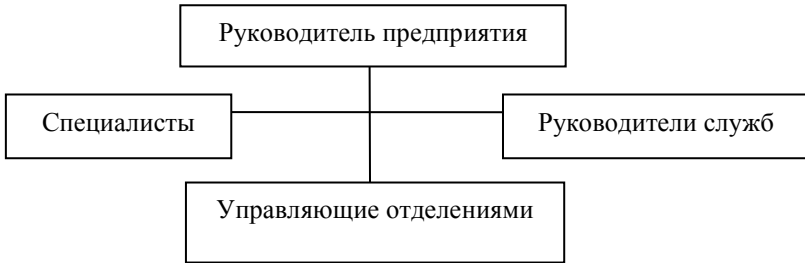 Руководитель предприятия
Специалисты
Руководители служб
Управляющие отделениями